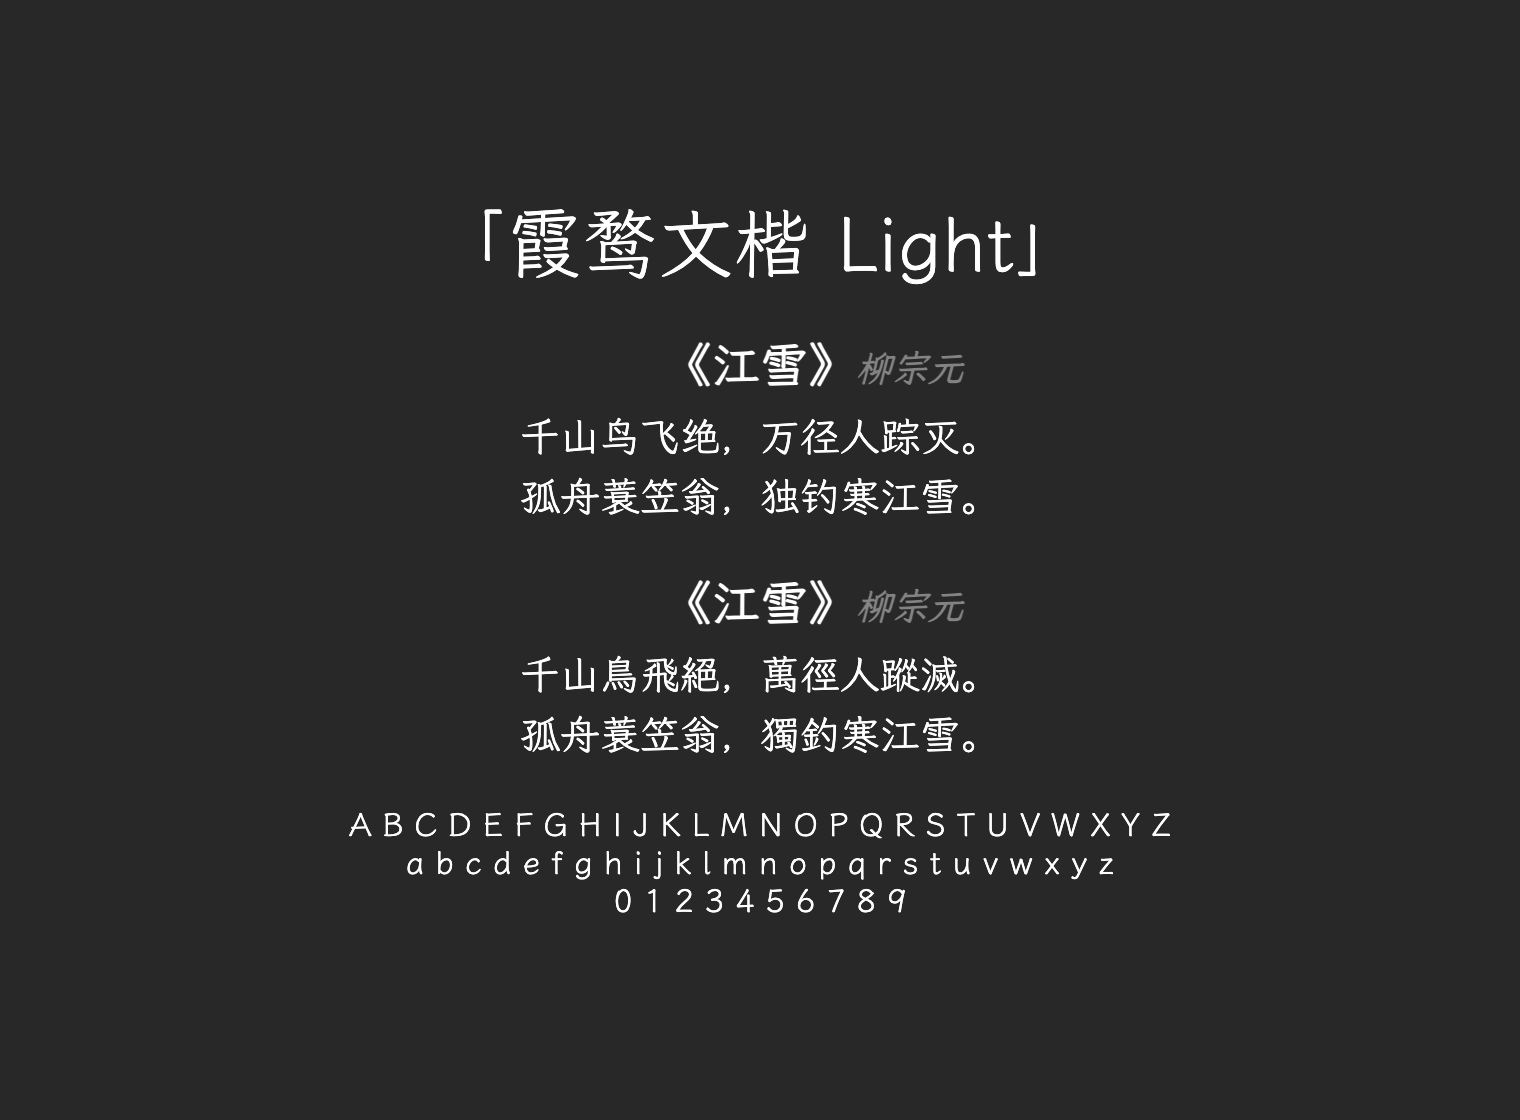 「霞鹜文楷 Light」
《江雪》柳宗元
千山鸟飞绝，万径人踪灭。
孤舟蓑笠翁，独钓寒江雪。
《江雪》柳宗元
千山鳥飛絕，萬徑人蹤滅。
孤舟蓑笠翁，獨釣寒江雪。
A B C D E F G H I J K L M N O P Q R S T U V W X Y Z
a b c d e f g h i j k l m n o p q r s t u v w x y z
0 1 2 3 4 5 6 7 8 9